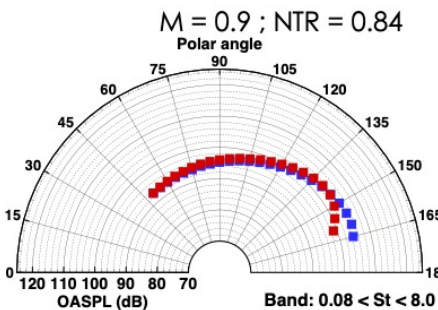 M = 0.9 ; NTR = 0.84
Polar angle
90
75
105
60
120
45
135
30
150
15
165
0
18
120 110 100 90 80 70
OASPL (dB)
Band: 0.08 < St < 8.0